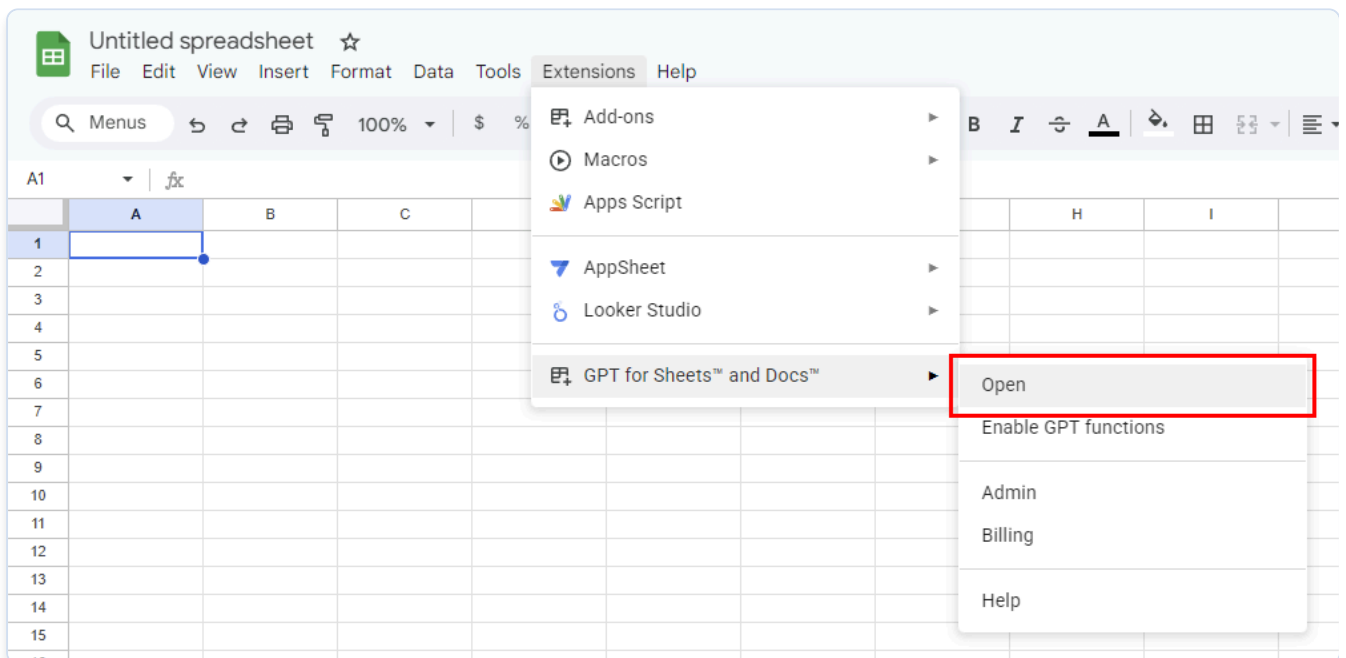 Untitled spreadsheet
File Edit View Insert Format Data Tools Extensions Help
Menus 100% $ % B I A
A1 fx
A B C H I
Add-ons
Macros
Apps Script
AppSheet
Looker Studio
GPT for Sheets™ and Docs™
Open
Enable GPT functions
Admin
Billing
Help
1
2
3
4
5
6
7
8
9
10
11
12
13
14
15